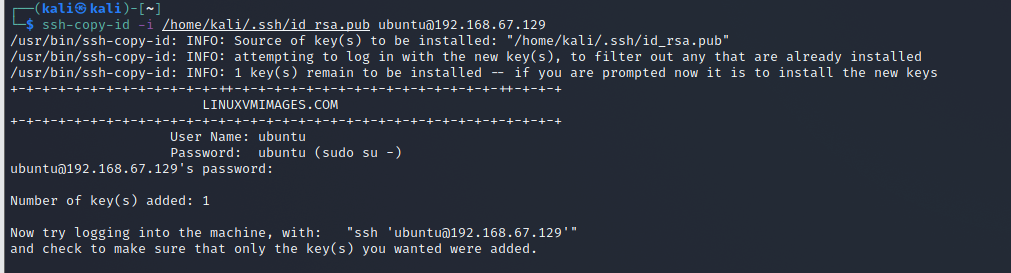 ┌──(kali㉿kali)-[~]
└─$ ssh-copy-id -i /home/kali/.ssh/id_rsa.pub ubuntu@192.168.67.129
/usr/bin/ssh-copy-id: INFO: Source of key(s) to be installed: "/home/kali/.ssh/id_rsa.pub"
/usr/bin/ssh-copy-id: INFO: attempting to log in with the new key(s), to filter out any that are already installed
/usr/bin/ssh-copy-id: INFO: 1 key(s) remain to be installed -- if you are prompted now it is to install the new keys
+-+-+-+-+-+-+-+-+-+-+-+-+-++-+-+-+-+-+-+-+-+-+-+-+-+-+-+-++-+-+-+
LINUXVMIMAGES.COM
+-+-+-+-+-+-+-+-+-+-+-+-+-+-+-+-+-+-+-+-+-+-+-+-+-+-+-+-+-+-+-+-+-+-+
User Name: ubuntu
Password:  ubuntu (sudo su -)
ubuntu@192.168.67.129's password:
Number of key(s) added: 1
Now try logging into the machine, with:   "ssh 'ubuntu@192.168.67.129'"
and check to make sure that only the key(s) you wanted were added.